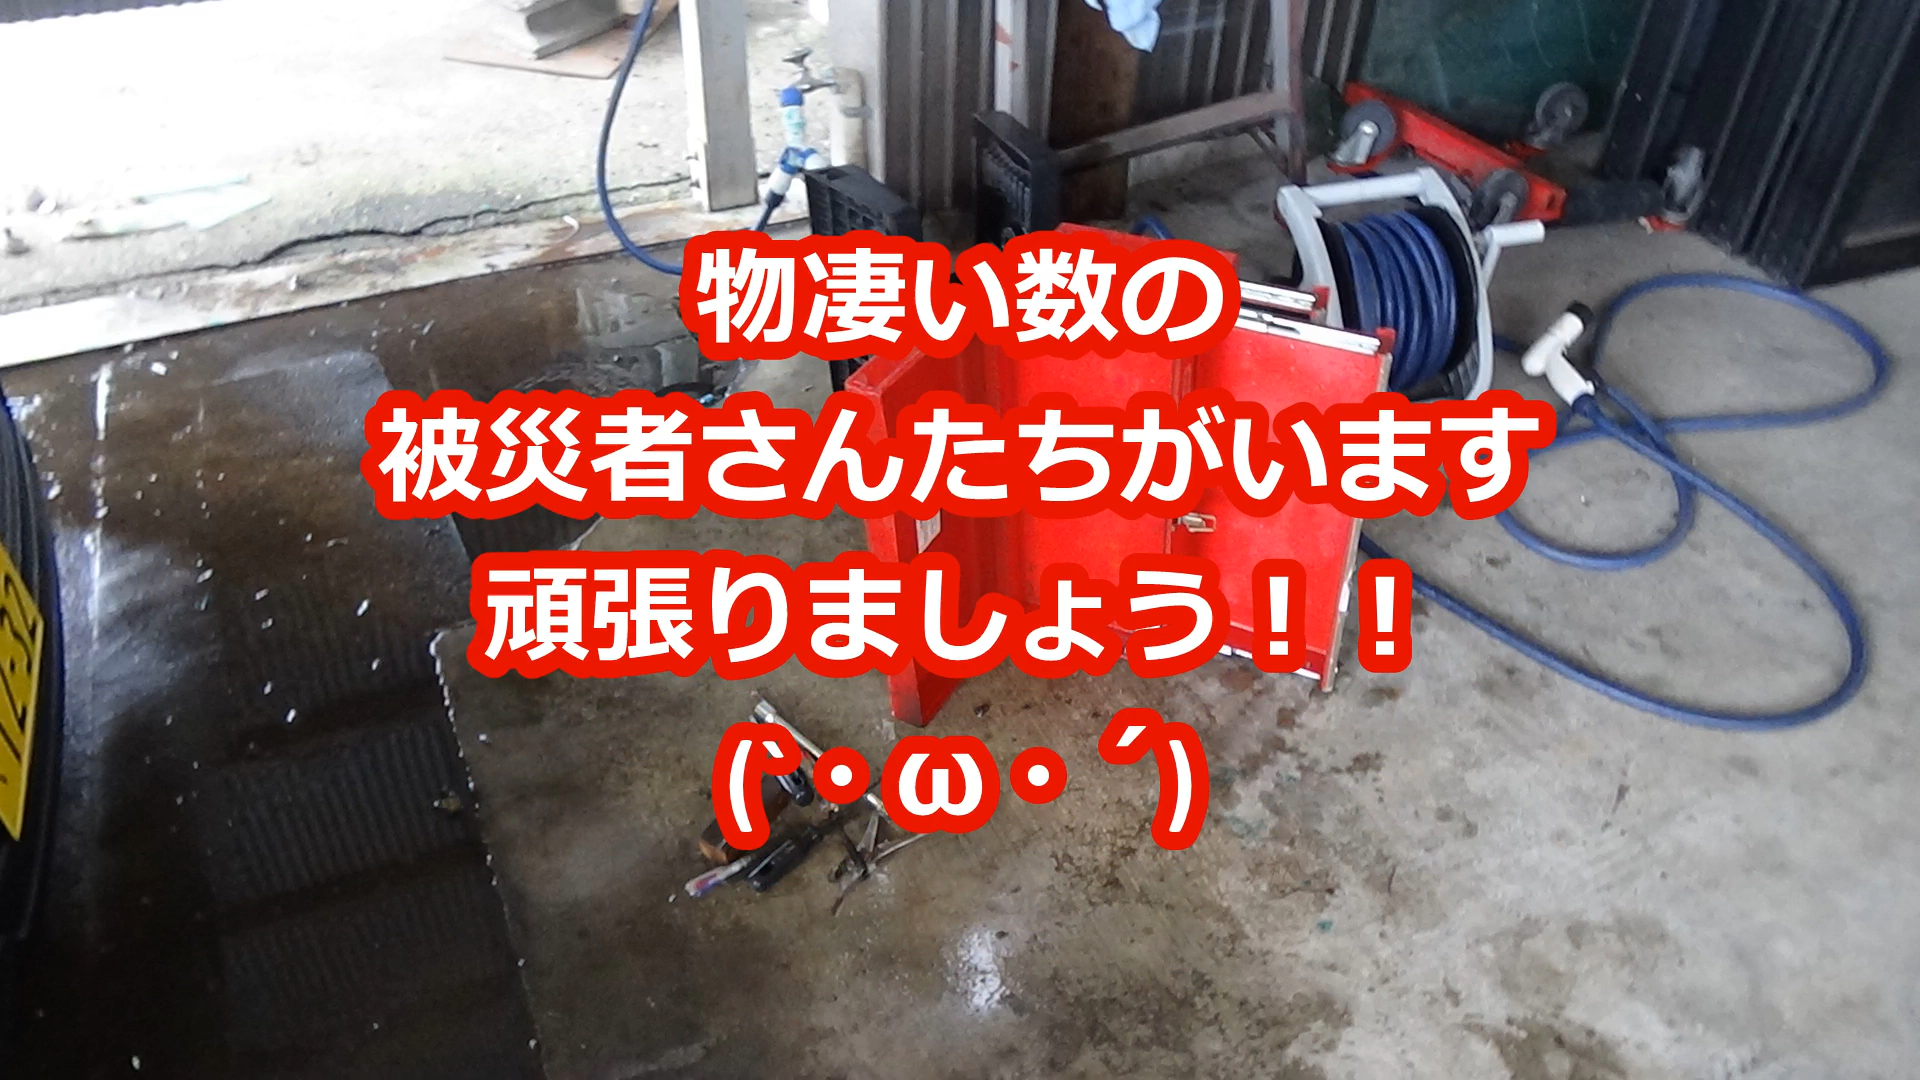 物凄い数の
被災者さんたちがいます
頑張りましょう！！
(`・ω・´)